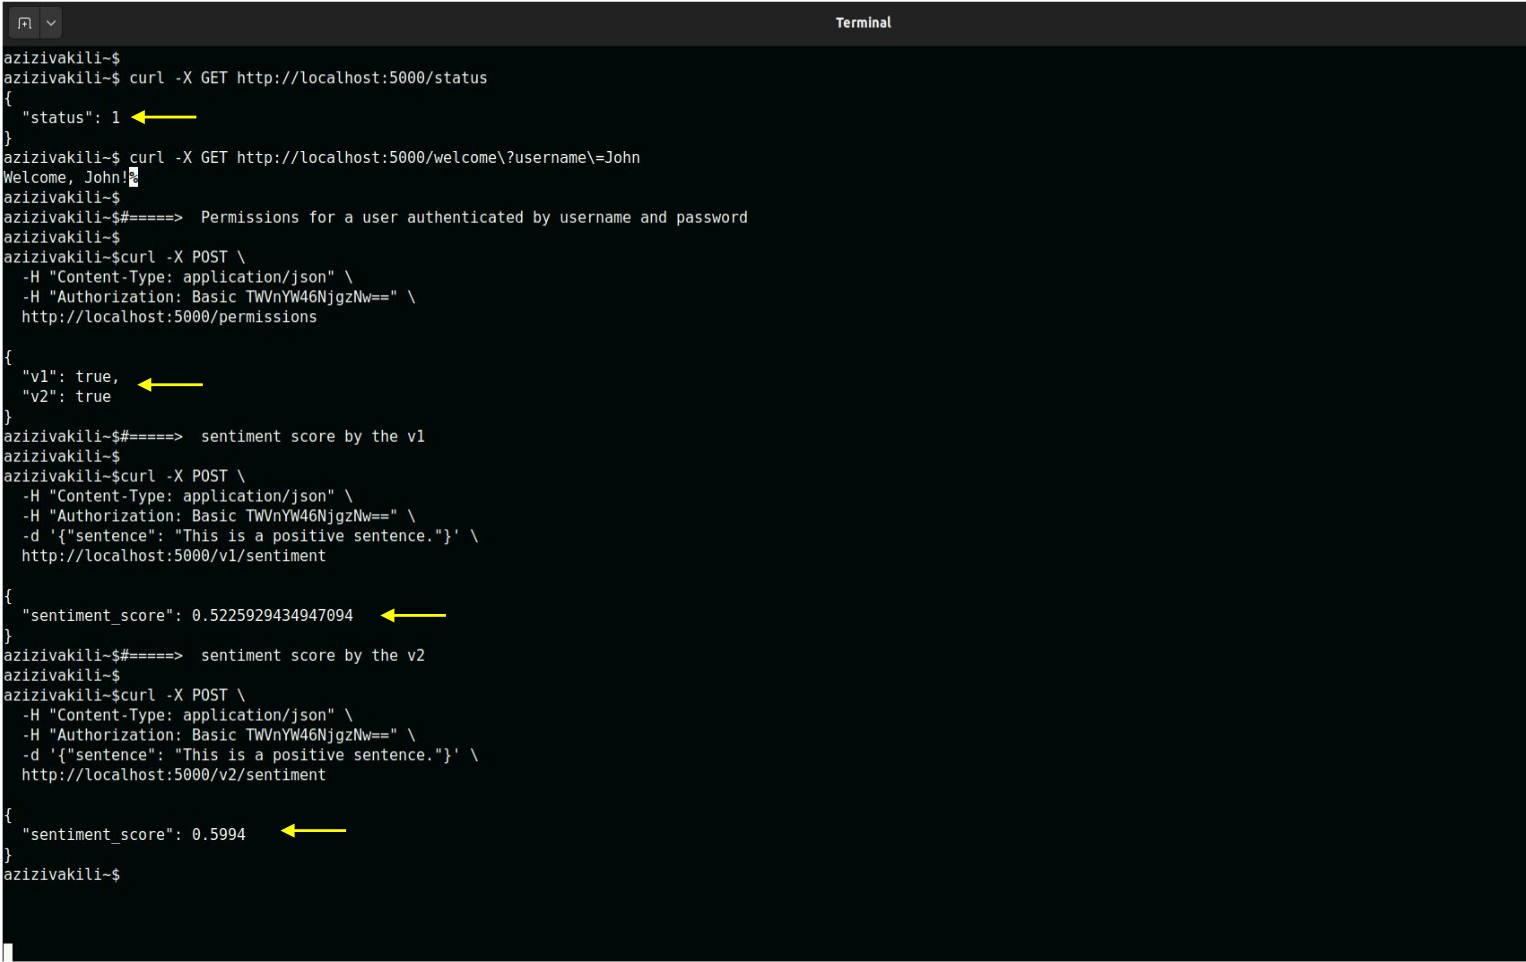 Terminal
azizivakili~$
azizivakili~$ curl -X GET http://localhost:5000/status
{
  "status": 1
}
azizivakili~$ curl -X GET http://localhost:5000/welcome\?username\=John
Welcome, John!%
azizivakili~$
azizivakili~$#=====>  Permissions for a user authenticated by username and password
azizivakili~$
azizivakili~$curl -X POST \
  -H "Content-Type: application/json" \
  -H "Authorization: Basic TWVnYW46NjgzNw==" \
  http://localhost:5000/permissions
{
  "v1": true,
  "v2": true
}
azizivakili~$#=====>  sentiment score by the v1
azizivakili~$
azizivakili~$curl -X POST \
  -H "Content-Type: application/json" \
  -H "Authorization: Basic TWVnYW46NjgzNw==" \
  -d '{"sentence": "This is a positive sentence."}' \
  http://localhost:5000/v1/sentiment
{
  "sentiment_score": 0.5225929434947094
}
azizivakili~$#=====>  sentiment score by the v2
azizivakili~$
azizivakili~$curl -X POST \
  -H "Content-Type: application/json" \
  -H "Authorization: Basic TWVnYW46NjgzNw==" \
  -d '{"sentence": "This is a positive sentence."}' \
  http://localhost:5000/v2/sentiment
{
  "sentiment_score": 0.5994
}
azizivakili~$